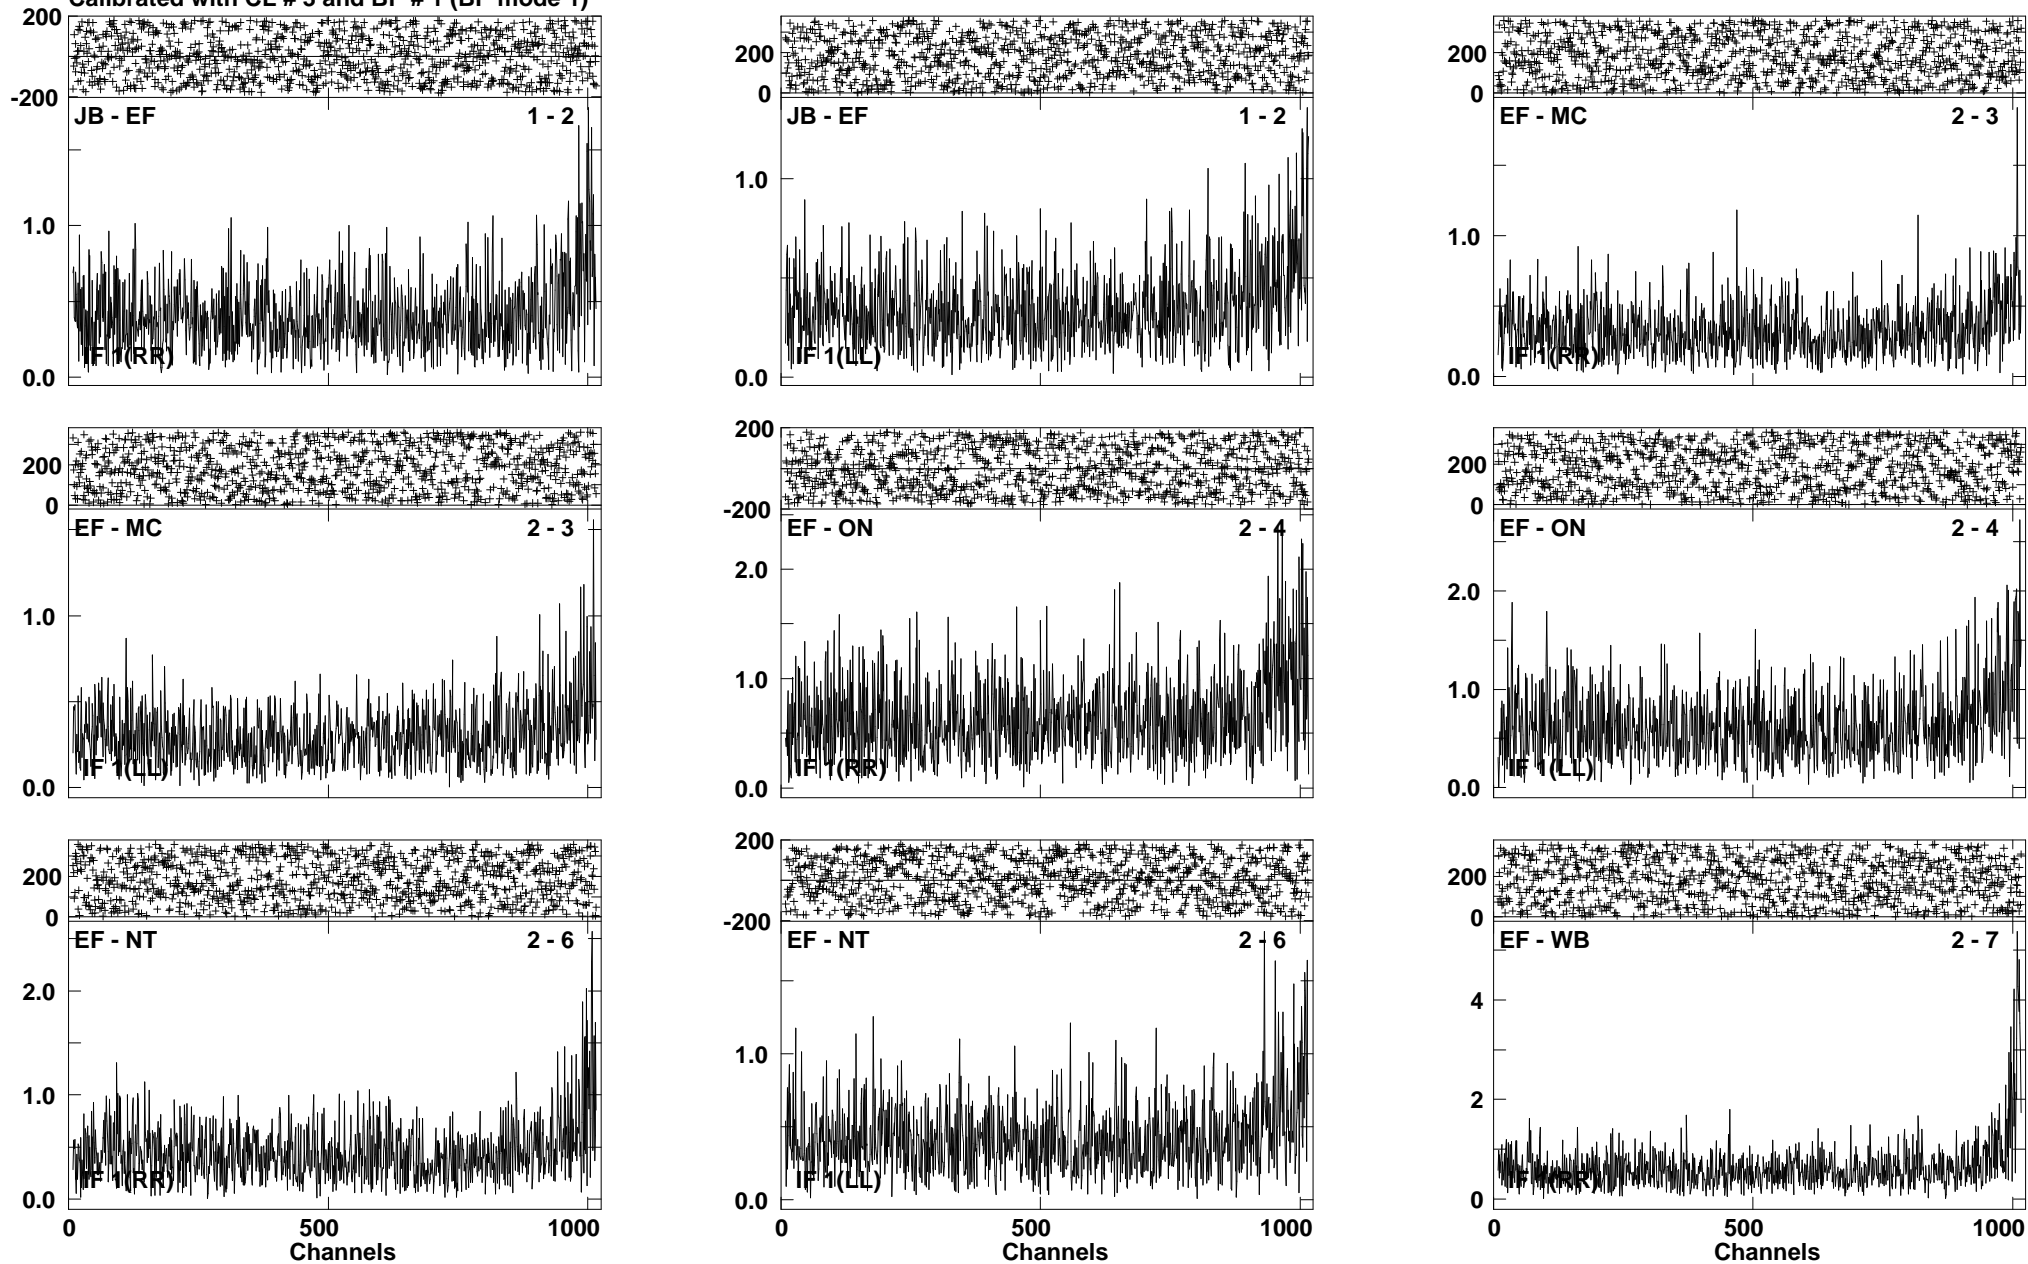 Calibrated with CL # 3 and BP # 1 (BP mode 1)
200
-200
JB - EF 1 - 2
1.0
0.0
IF 1(RR)
200
0
JB - EF 1 - 2
1.0
0.0
IF 1(LL)
200
0
EF - MC 2 - 3
1.0
0.0
IF 1(RR)
200
0
EF - MC 2 - 3
1.0
0.0
IF 1(LL)
200
-200
EF - ON 2 - 4
2.0
1.0
0.0
IF 1(RR)
200
0
EF - ON 2 - 4
2.0
1.0
0.0
IF 1(LL)
200
0
EF - NT 2 - 6
2.0
1.0
0.0
IF 1(RR)
0 500 1000
Channels
200
-200
EF - NT 2 - 6
1.0
0.0
IF 1(LL)
0 500 1000
Channels
200
0
EF - WB 2 - 7
4
2
0
IF 1(RR)
0 500 1000
Channels